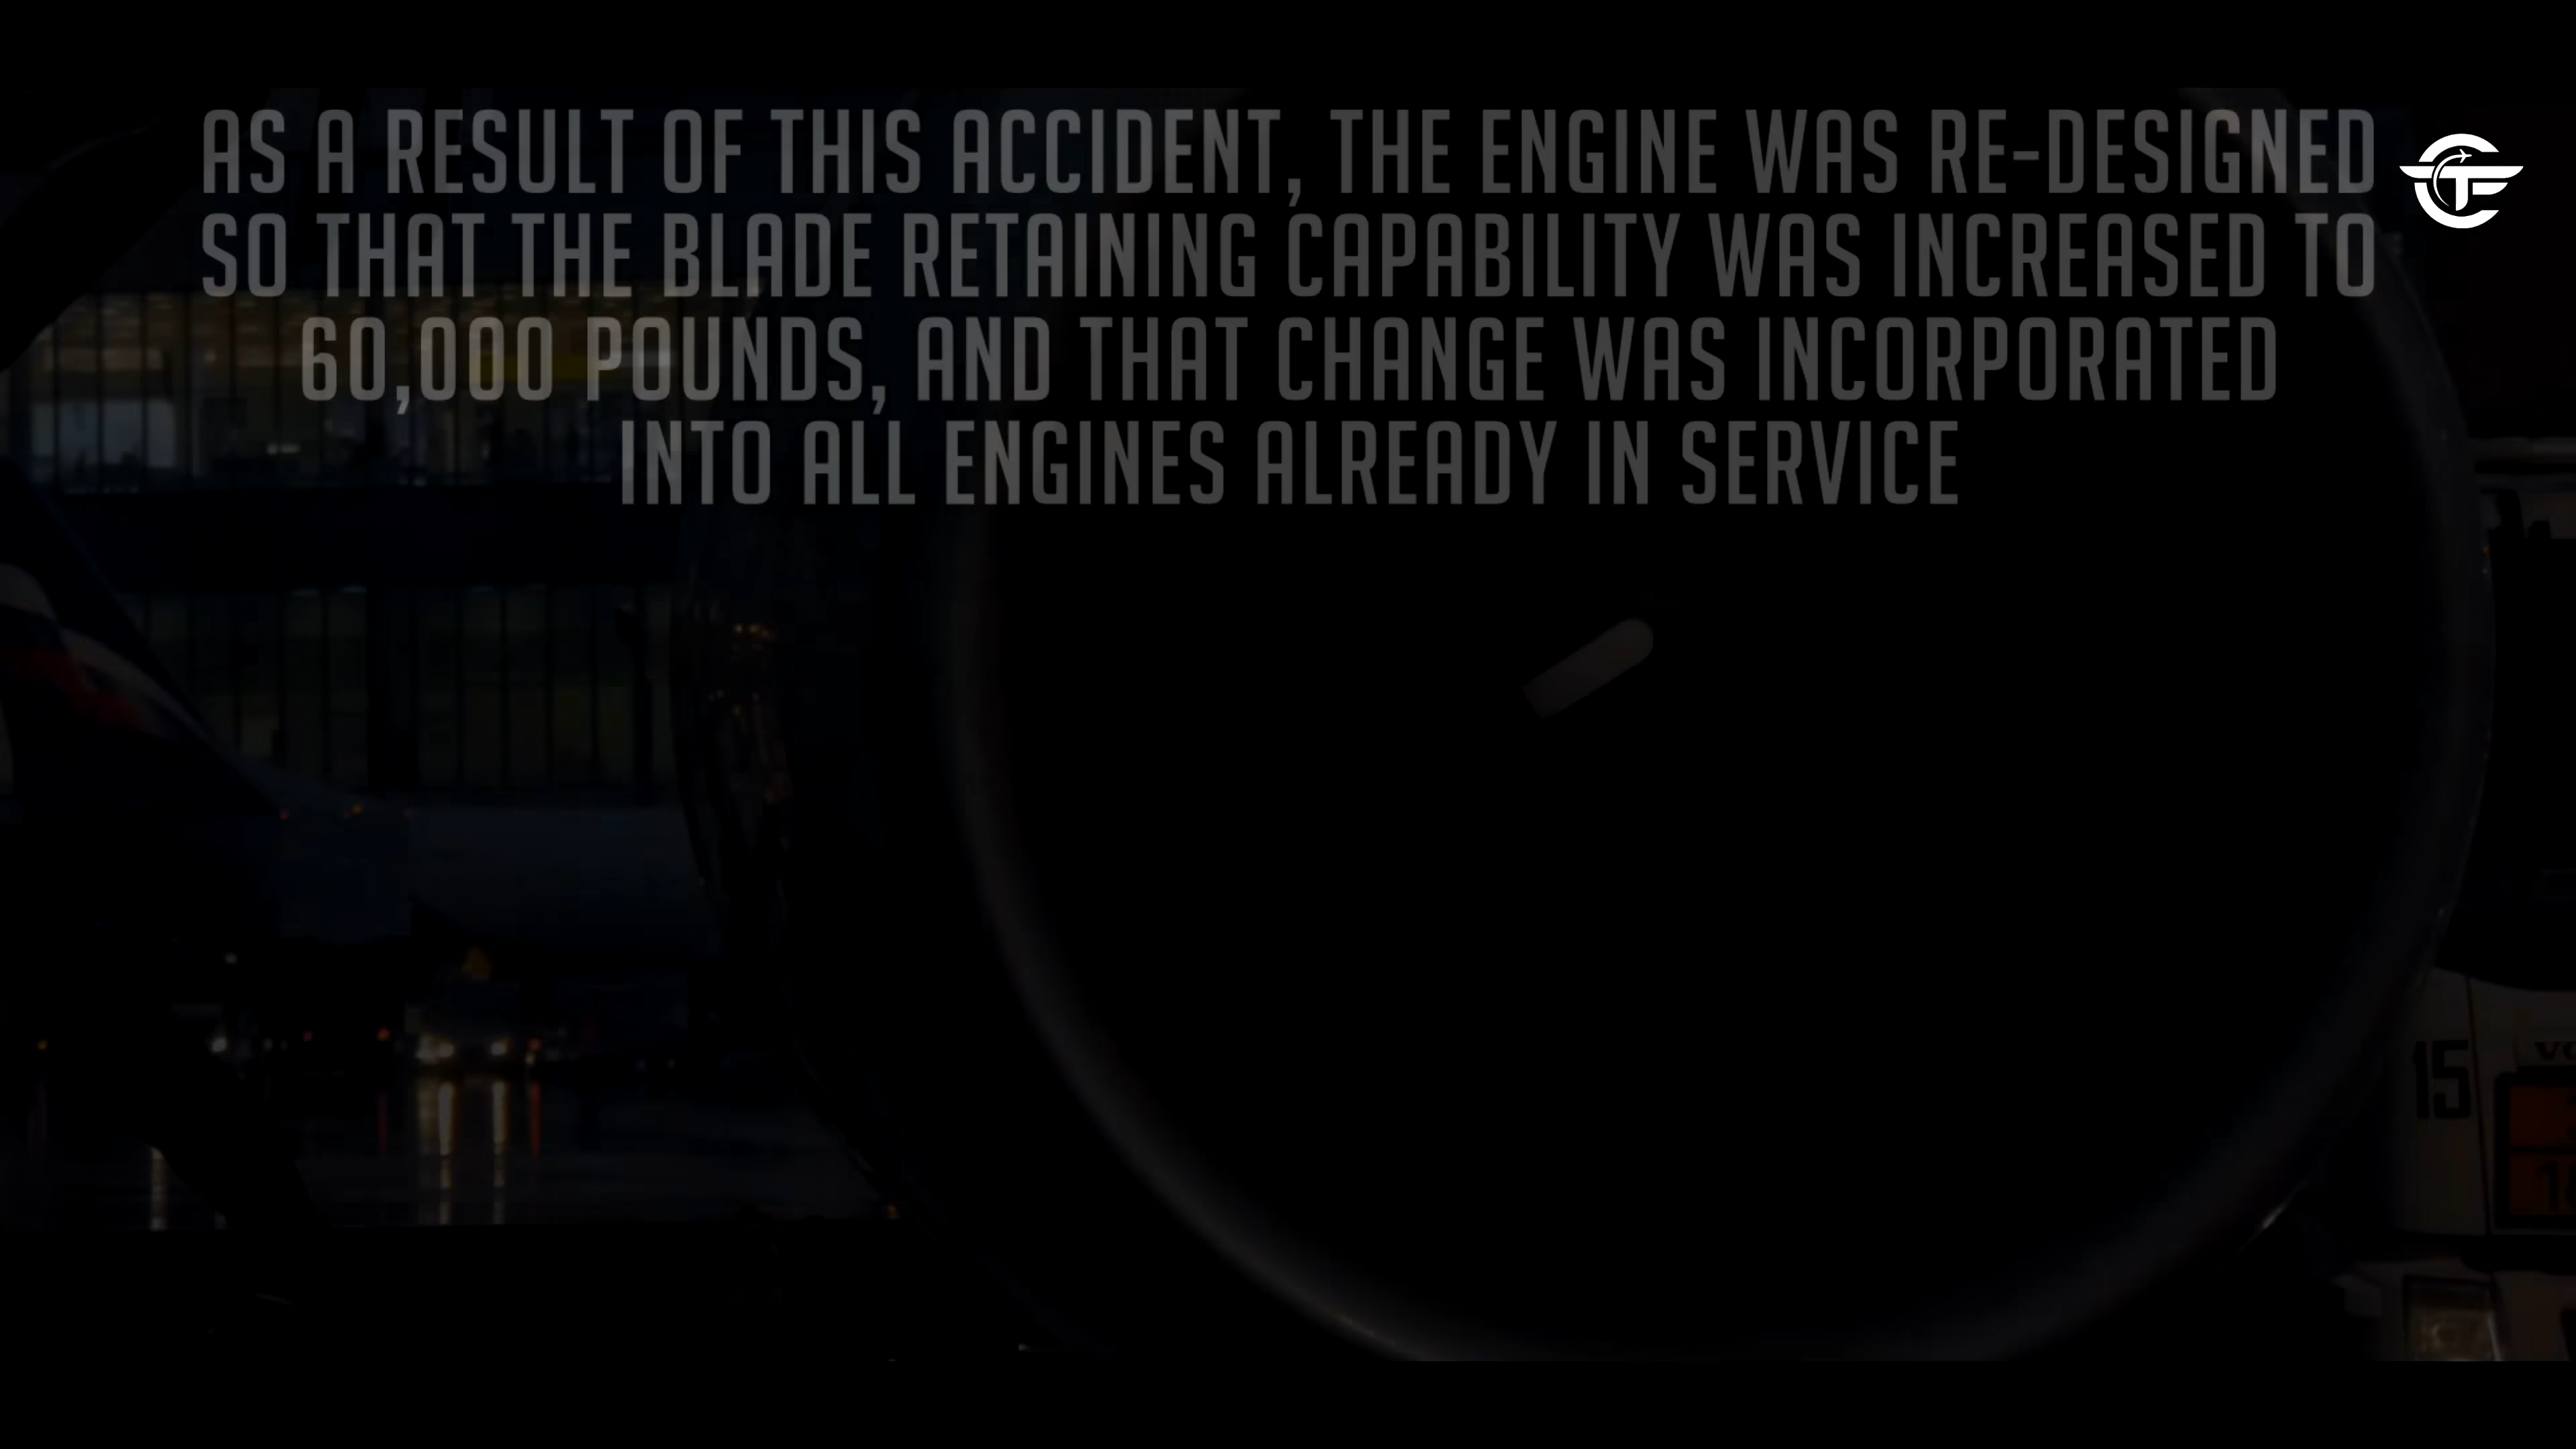 AS A RESULT OF THIS ACCIDENT, THE ENGINE WAS RE-DESIGNED
SO THAT THE BLADE RETAINING CAPABILITY WAS INCREASED TO
60,000 POUNDS, AND THAT CHANGE WAS INCORPORATED
INTO ALL ENGINES ALREADY IN SERVICE
15